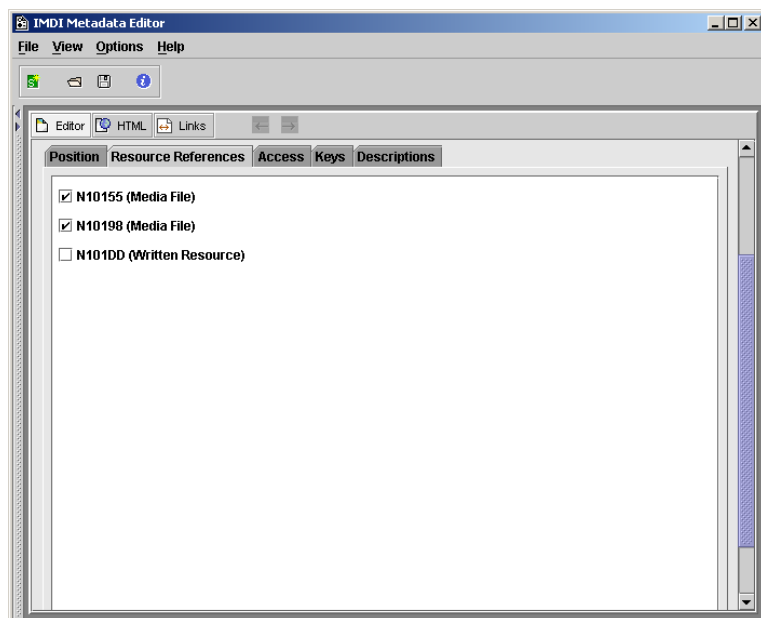 IMDI Metadata Editor
File View Options Help
Editor HTML Links
Position Resource References Access Keys Descriptions
N10155 (Media File)
N10198 (Media File)
N101DD (Written Resource)